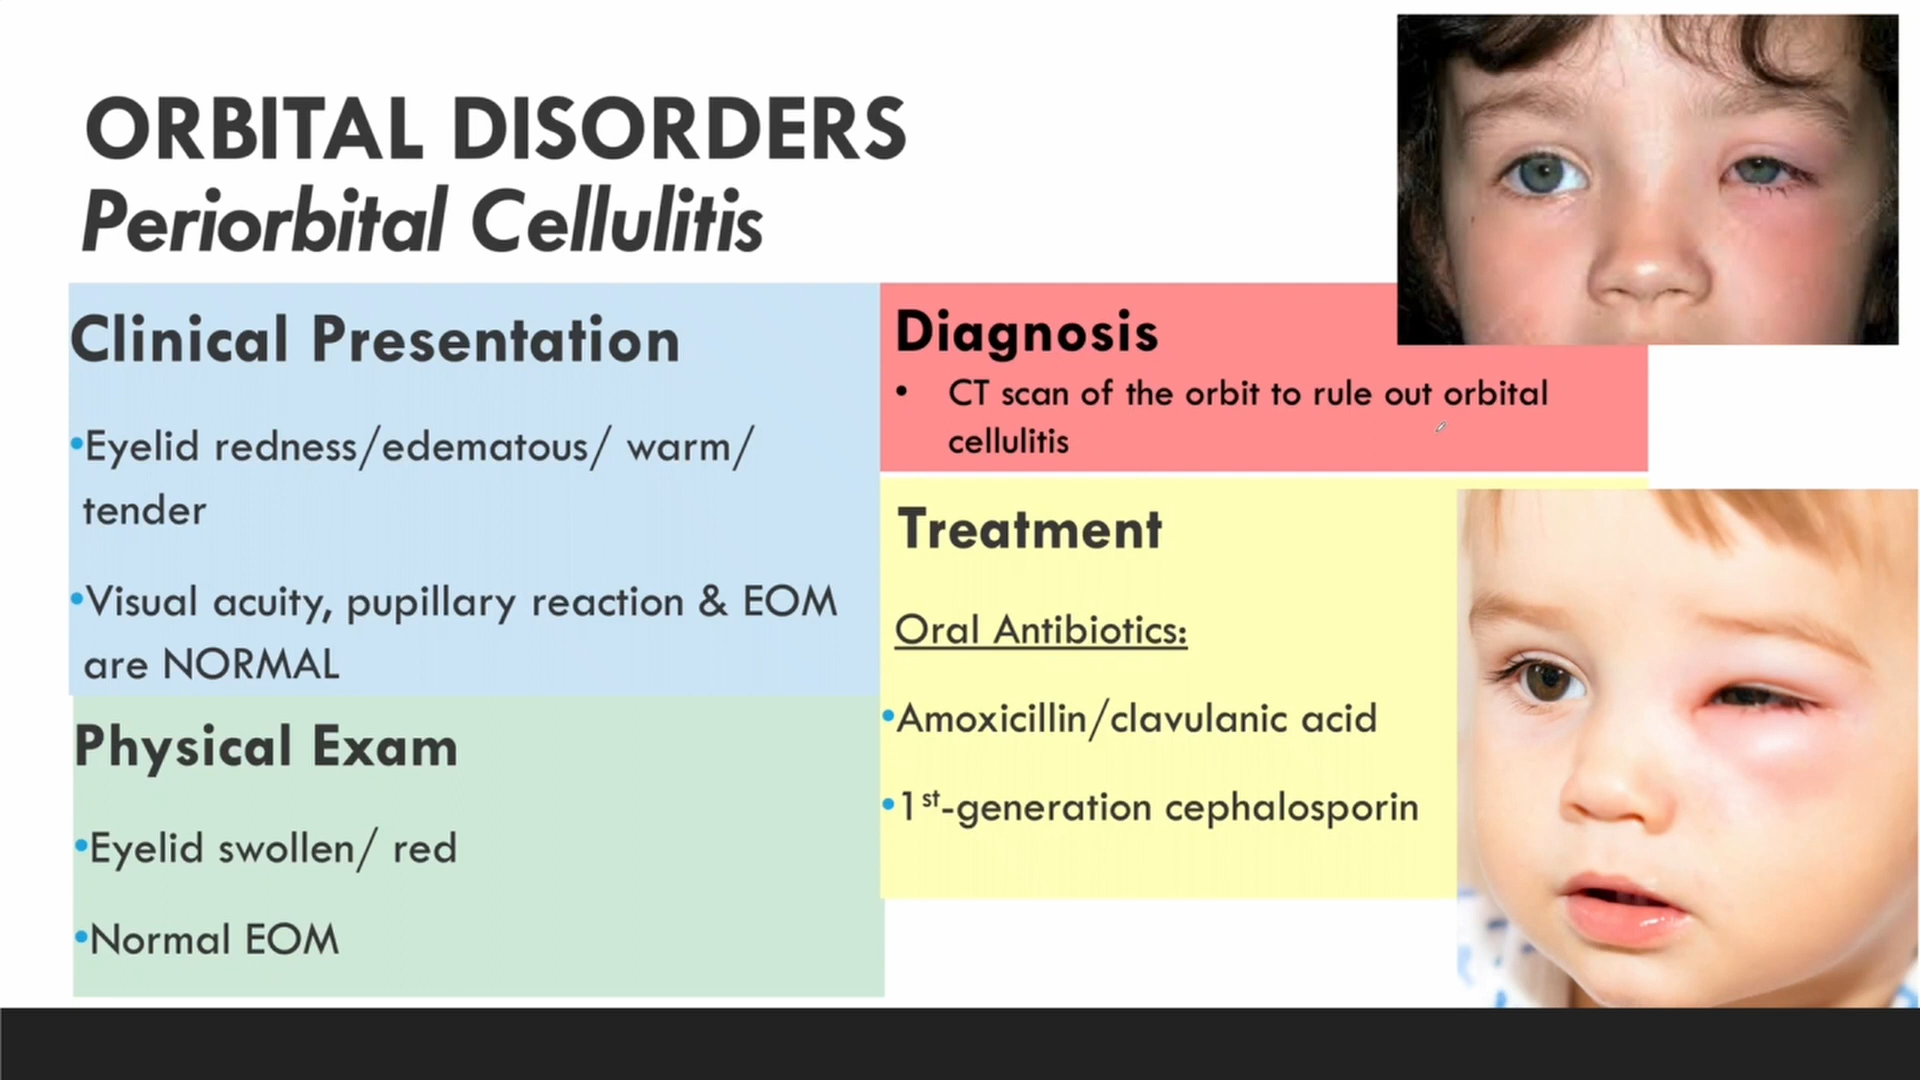 ORBITAL DISORDERS
Periorbital Cellulitis
Clinical Presentation
•Eyelid redness/edematous/ warm/
tender
•Visual acuity, pupillary reaction & EOM
are NORMAL
Physical Exam
•Eyelid swollen/ red
•Normal EOM
Diagnosis
• CT scan of the orbit to rule out orbital
cellulitis
Treatment
Oral Antibiotics:
•Amoxicillin/clavulanic acid
•1st-generation cephalosporin